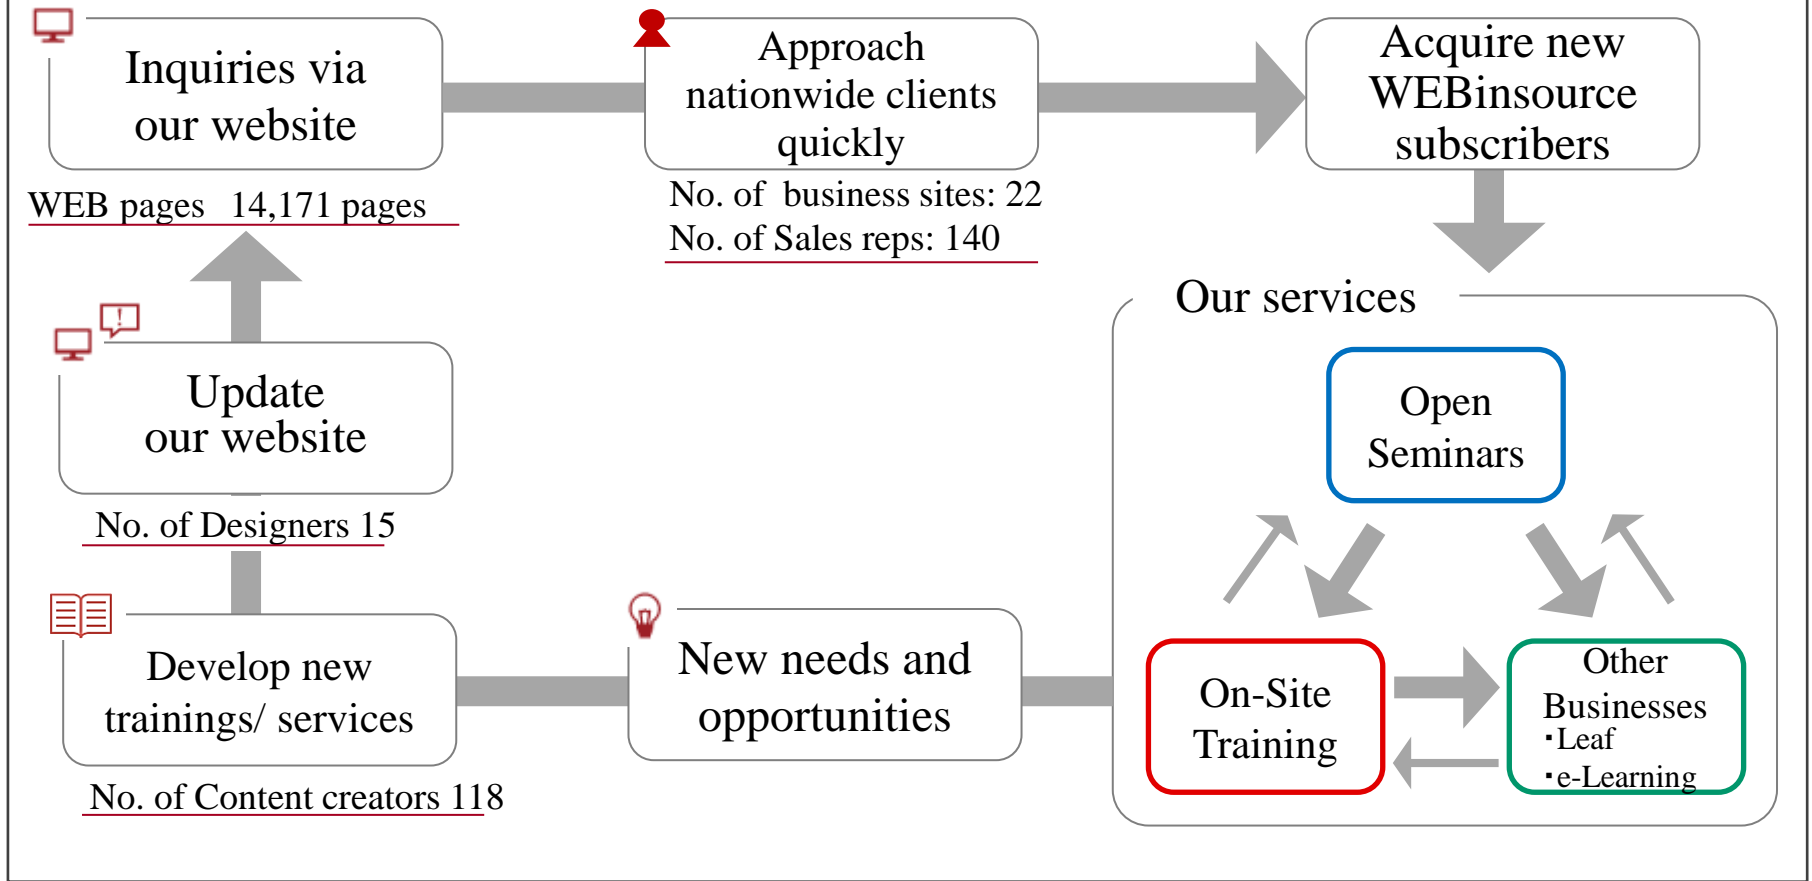 Inquiries via
our website
WEB pages 14,171 pages
Approach
nationwide clients
quickly
No. of business sites: 22
No. of Sales reps: 140
Acquire new
WEBinsource
subscribers
Our services
Open
Seminars
On-Site
Training
Other
Businesses
・Leaf
・e-Learning
New needs and
opportunities
Develop new
trainings/ services
No. of Content creators 118
Update
our website
No. of Designers 15